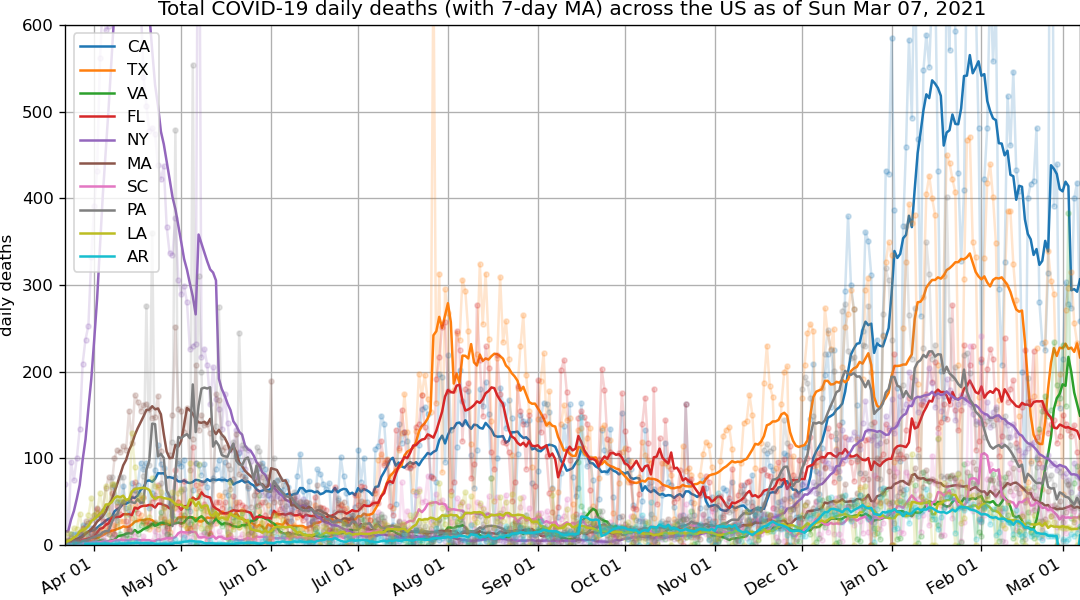 Total COVID-19 daily deaths (with 7-day MA) across the US as of Sun Mar 07, 2021
daily deaths
600
500
400
300
200
100
0
CA
TX
VA
FL
NY
MA
SC
PA
LA
AR
Apr 01
May 01
Jun 01
Jul 01
Aug 01
Sep 01
Oct 01
Nov 01
Dec 01
Jan 01
Feb 01
Mar 01